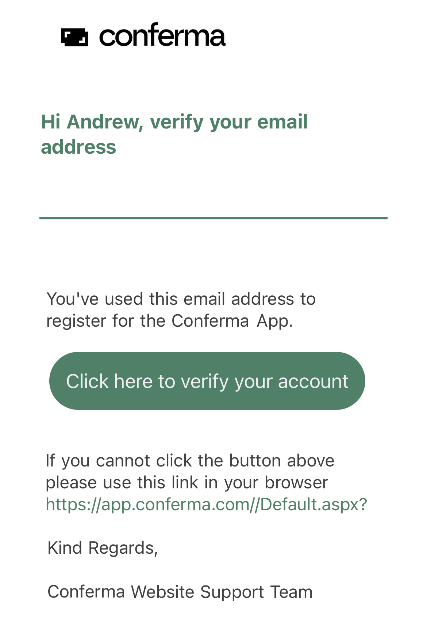 conferma
Hi Andrew, verify your email
address
You've used this email address to
register for the Conferma App.
Click here to verify your account
If you cannot click the button above
please use this link in your browser
https://app.conferma.com//Default.aspx?
Kind Regards,
Conferma Website Support Team